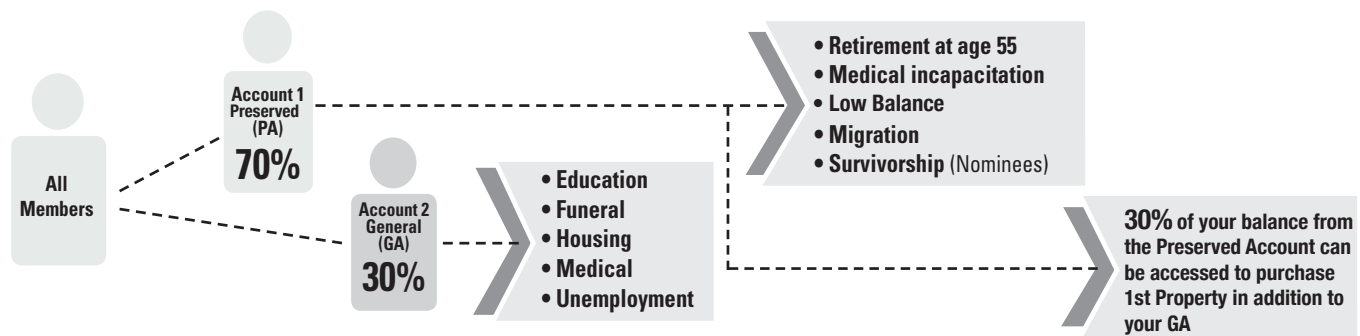 All
Members
Account 1
Preserved
(PA)
70%
Account 2
General
(GA)
30%
• Education
• Funeral
• Housing
• Medical
• Unemployment
• Retirement at age 55
• Medical incapacitation
• Low Balance
• Migration
• Survivorship (Nominees)
30% of your balance from
the Preserved Account can
be accessed to purchase
1st Property in addition to
your GA